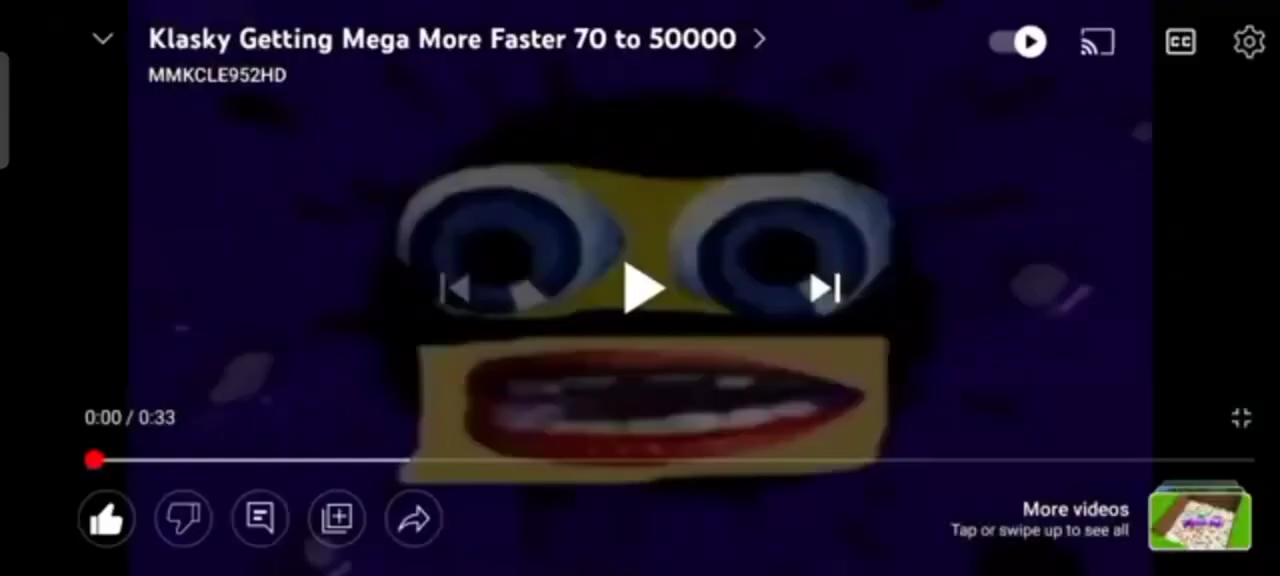 Klasky Getting Mega More Faster 70 to 50000
MMKCLE952HD
CC
0:00 / 0:33
More videos
Tap or swipe up to see all